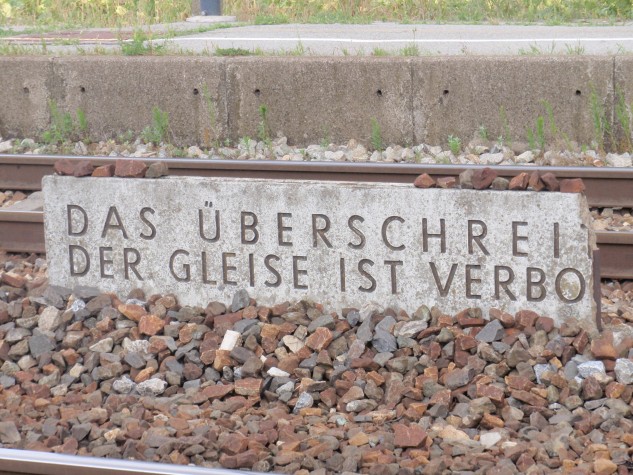 DAS ÜBERSCHREI
DER GLEISE IST VERBO